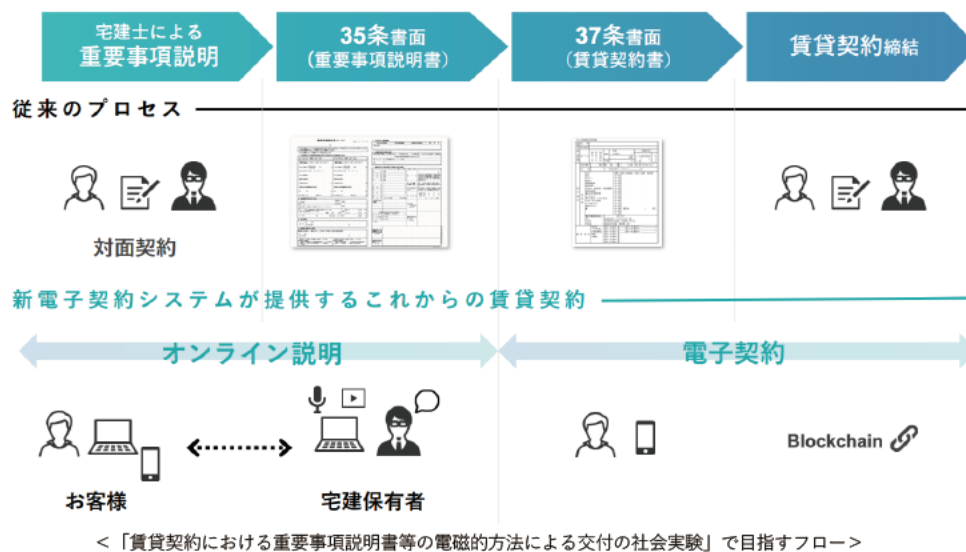 宅建士による
重要事項説明
35条書面
(重要事項説明書)
37条書面
(賃貸契約書)
賃貸契約締結
従来のプロセス
対面契約
新電子契約システムが提供するこれからの賃貸契約
オンライン説明
電子契約
お客様
宅建保有者
Blockchain
<「賃貸契約における重要事項説明書等の電磁的方法による交付の社会実験」で目指すフロー>